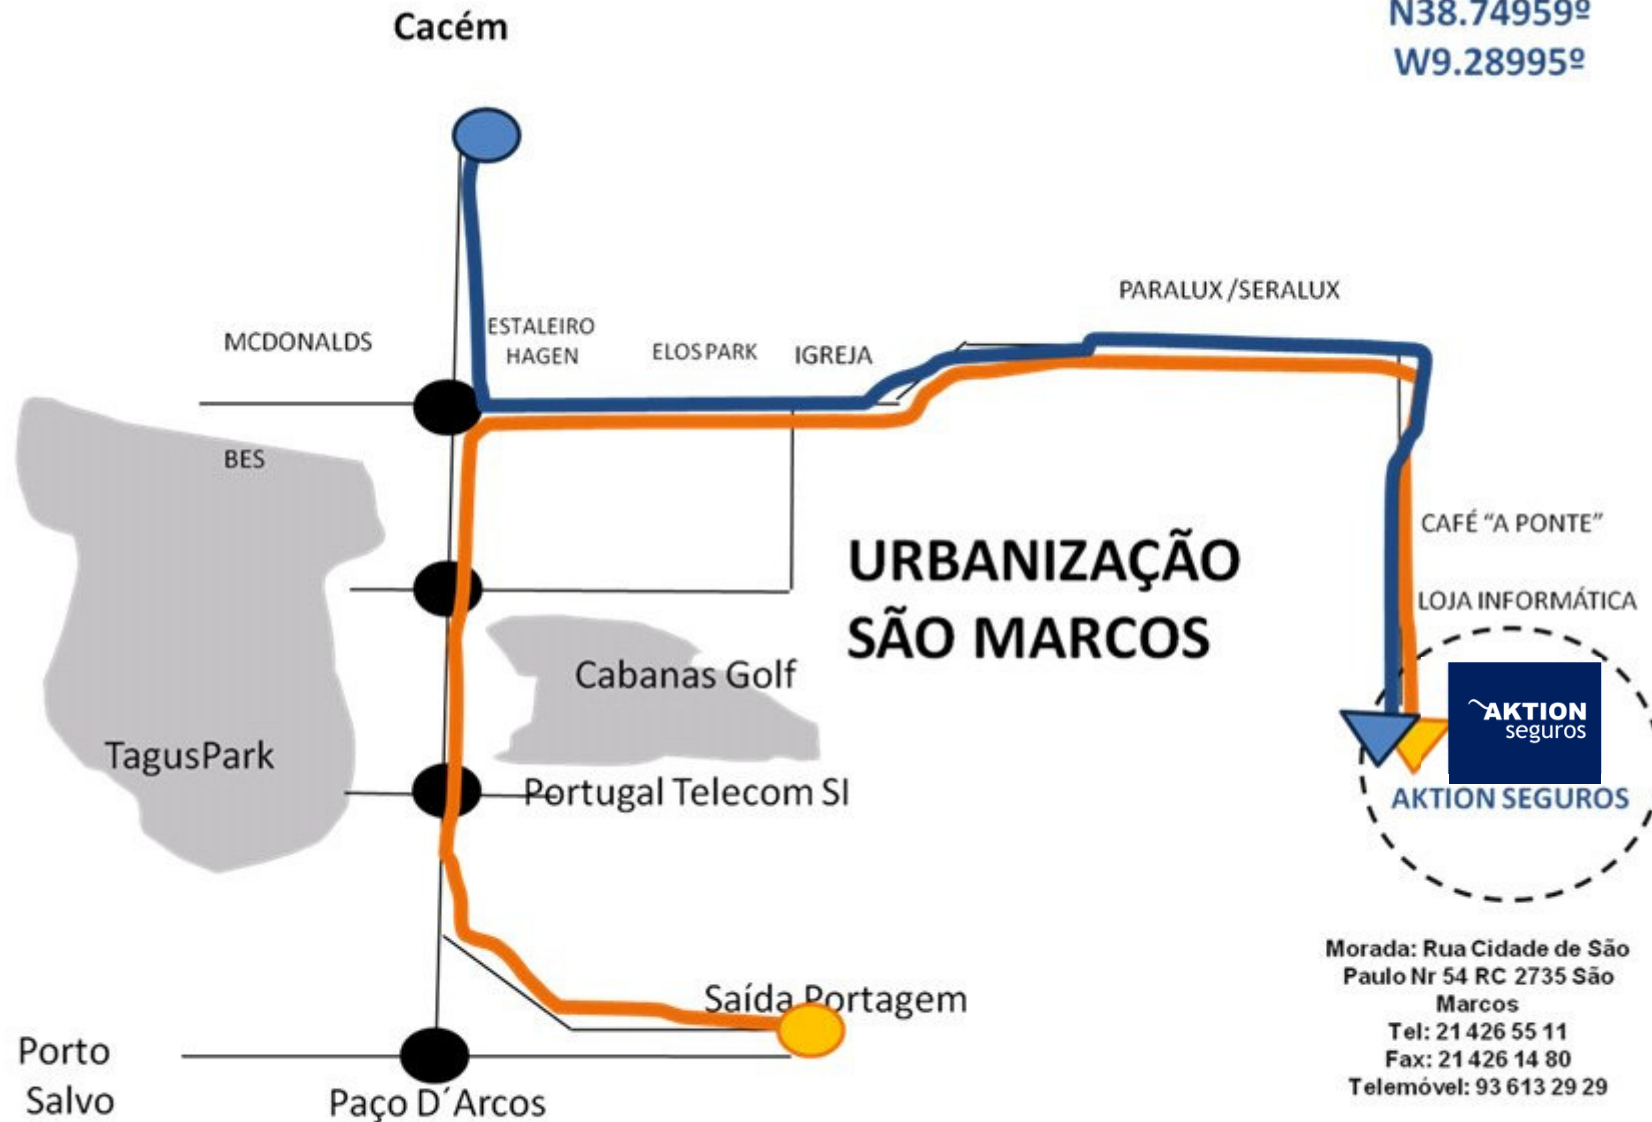 Cacém
N38.74959º
W9.28995º
PARALUX /SERALUX
MCDONALDS
ESTALEIRO
HAGEN
ELOS PARK
IGREJA
BES
CAFÉ “A PONTE”
URBANIZAÇÃO
SÃO MARCOS
LOJA INFORMÁTICA
Cabanas Golf
AKTION
seguros
TagusPark
Portugal Telecom SI
AKTION SEGUROS
Morada: Rua Cidade de São
Paulo Nr 54 RC 2735 São
Marcos
Tel: 21 426 55 11
Fax: 21 426 14 80
Telemóvel: 93 613 29 29
Saída Portagem
Porto
Salvo
Paço D´Arcos